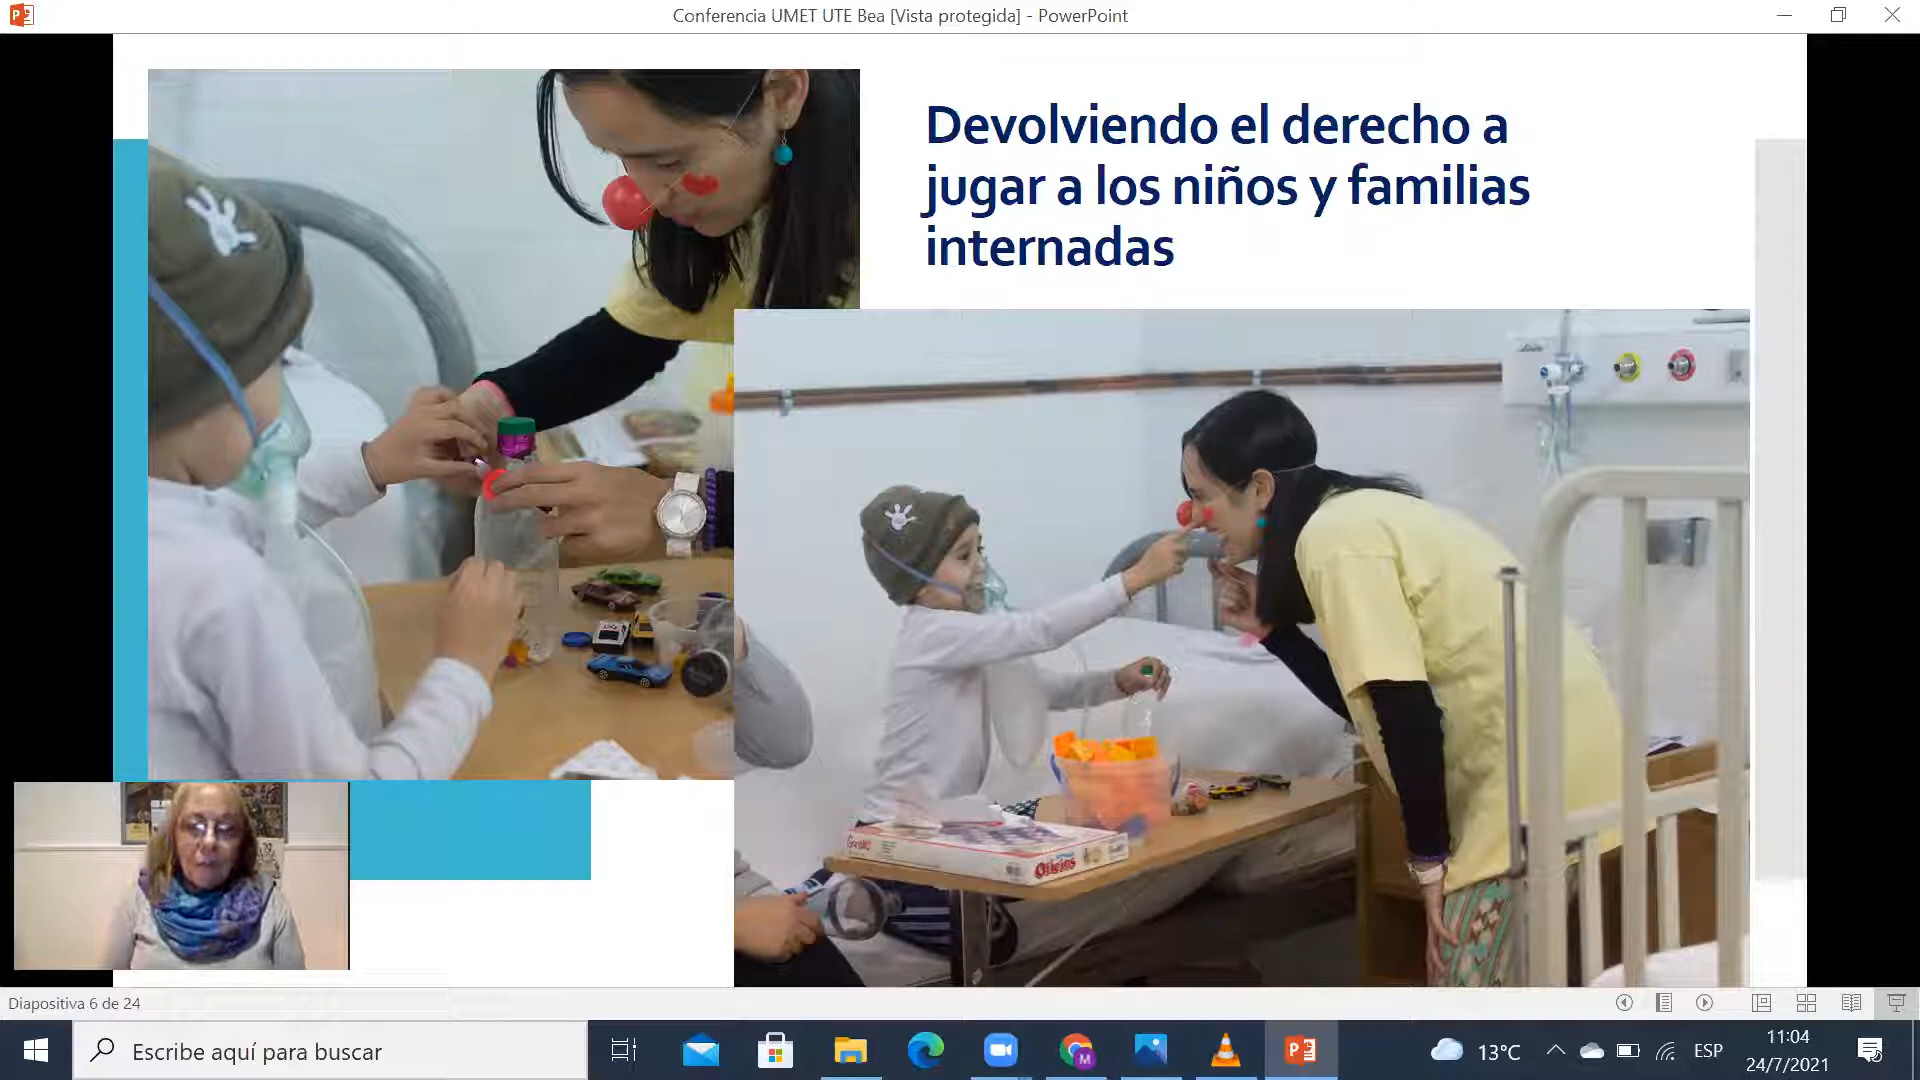 Conferencia UMET UTE Bea [Vista protegida] - PowerPoint
Devolviendo el derecho a
jugar a los niños y familias
internadas
Oficios
Diapositiva 6 de 24
Escribe aquí para buscar
13°C
ESP
11:04
24/7/2021